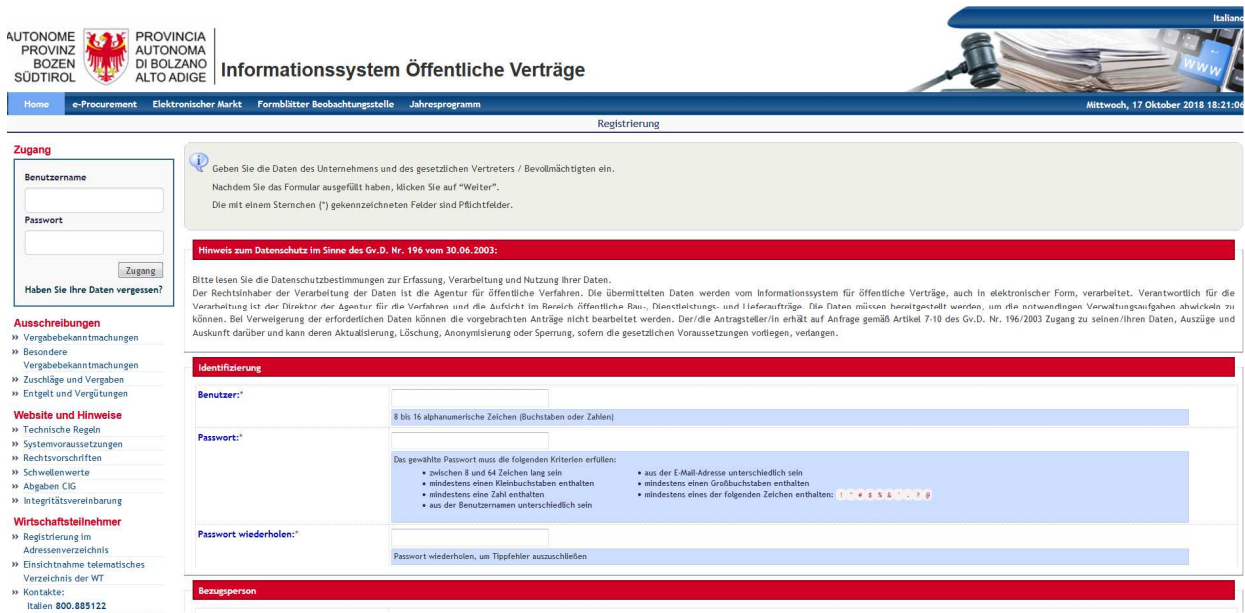 AUTONOME PROVINZ BOZEN SÜDTIROL
PROVINCIA AUTONOMA DI BOLZANO ALTO ADIGE
Informationssystem Öffentliche Verträge
Italiano
WWW
Home e-Procurement Elektronischer Markt Formblätter Beobachtungsstelle Jahresprogramm Mittwoch, 17 Oktober 2018 18:21:06
Registrierung
Zugang
Benutzername
Passwort
Zugang
Haben Sie Ihre Daten vergessen?
Ausschreibungen
» Vergabebekanntmachungen
» Besondere
Vergabebekanntmachungen
» Zuschläge und Vergaben
» Entgelt und Vergütungen
Website und Hinweise
» Technische Regeln
» Systemvoraussetzungen
» Rechtsvorschriften
» Schwellenwerte
» Abgaben CIG
» Integritätsvereinbarung
Wirtschaftsteilnehmer
» Registrierung im
Adressenverzeichnis
» Einsichtnahme telematisches
Verzeichnis der WT
» Kontakte:
Italien 800.885122
Geben Sie die Daten des Unternehmens und des gesetzlichen Vertreters / Bevollmächtigten ein.
Nachdem Sie das Formular ausgefüllt haben, klicken Sie auf "Weiter".
Die mit einem Sternchen (*) gekennzeichneten Felder sind Pflichtfelder.
Hinweis zum Datenschutz im Sinne des Gv.D. Nr. 196 vom 30.06.2003:
Bitte lesen Sie die Datenschutzbestimmungen zur Erfassung, Verarbeitung und Nutzung Ihrer Daten.
Der Rechtsinhaber der Verarbeitung der Daten ist die Agentur für öffentliche Verfahren. Die übermittelten Daten werden vom Informationssystem für öffentliche Verträge, auch in elektronischer Form, verarbeitet. Verantwortlich für die
Verarbeitung ist der Direktor der Agentur für die Verfahren und die Aufsicht im Bereich öffentliche Bau-, Dienstleistungs- und Lieferaufträge. Die Daten müssen bereitgestellt werden, um die notwendigen Verwaltungsaufgaben abwickeln zu
können. Bei Verweigerung der erforderlichen Daten können die vorgebrachten Anträge nicht bearbeitet werden. Der/die Antragsteller/in erhält auf Anfrage gemäß Artikel 7-10 des Gv.D. Nr. 196/2003 Zugang zu seinen/ihren Daten, Auszüge und
Auskunft darüber und kann deren Aktualisierung, Löschung, Anonymisierung oder Sperrung, sofern die gesetzlichen Voraussetzungen vorliegen, verlangen.
Identifizierung
Benutzer:*
8 bis 16 alphanumerische Zeichen (Buchstaben oder Zahlen)
Passwort:*
Das gewählte Passwort muss die folgenden Kriterien erfüllen:
• zwischen 8 und 64 Zeichen lang sein
• mindestens einen Kleinbuchstaben enthalten
• mindestens eine Zahl enthalten
• aus der Benutzernamen unterschiedlich sein
• aus der E-Mail-Adresse unterschiedlich sein
• mindestens einen Großbuchstaben enthalten
• mindestens eines der folgenden Zeichen enthalten: ! " # $ % & ' . ? @
Passwort wiederholen:*
Passwort wiederholen, um Tippfehler auszuschließen
Bezugsperson